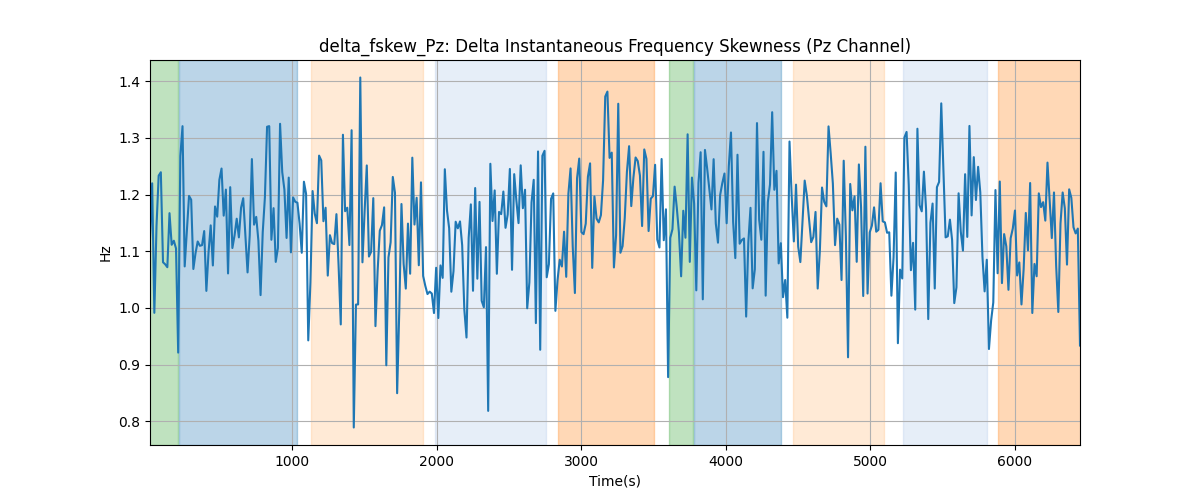 delta_fskew_Pz: Delta Instantaneous Frequency Skewness (Pz Channel)
1.4
1.3
1.2
1.1
1.0
0.9
0.8
Hz
1000 2000 3000 4000 5000 6000
Time(s)